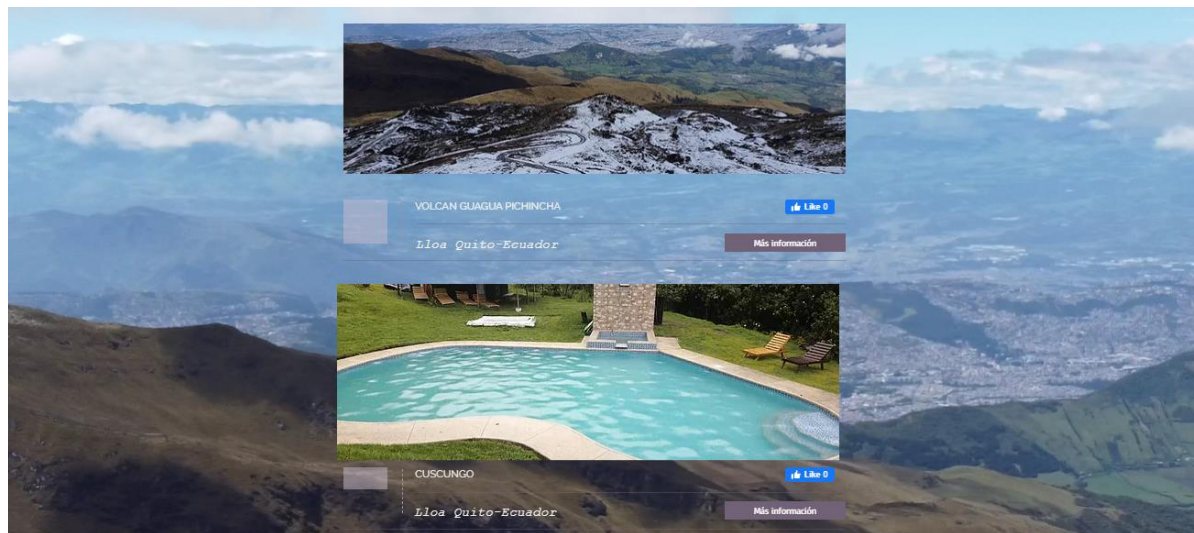 VOLCAN GUAGUA PICHINCHA
Like 0
Lloa Quito-Ecuador
Más información
CUSCUNGO
Like 0
Lloa Quito-Ecuador
Más información